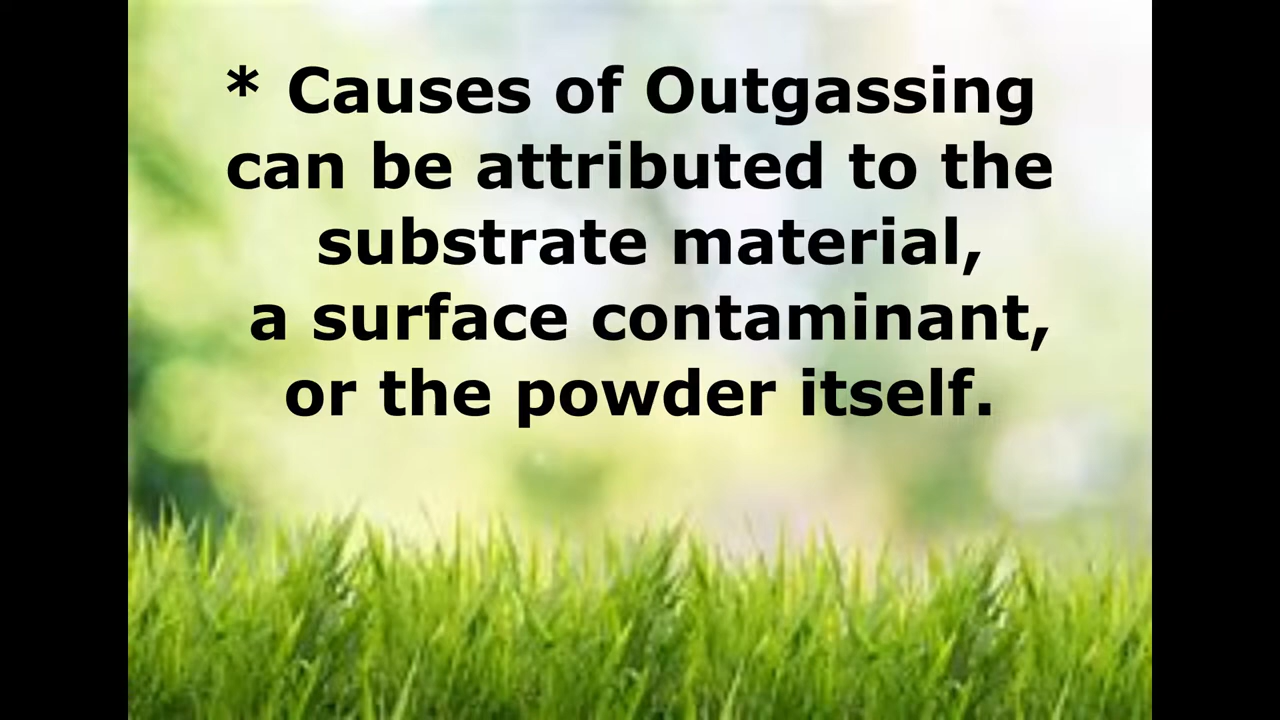 * Causes of Outgassing
can be attributed to the
substrate material,
a surface contaminant,
or the powder itself.